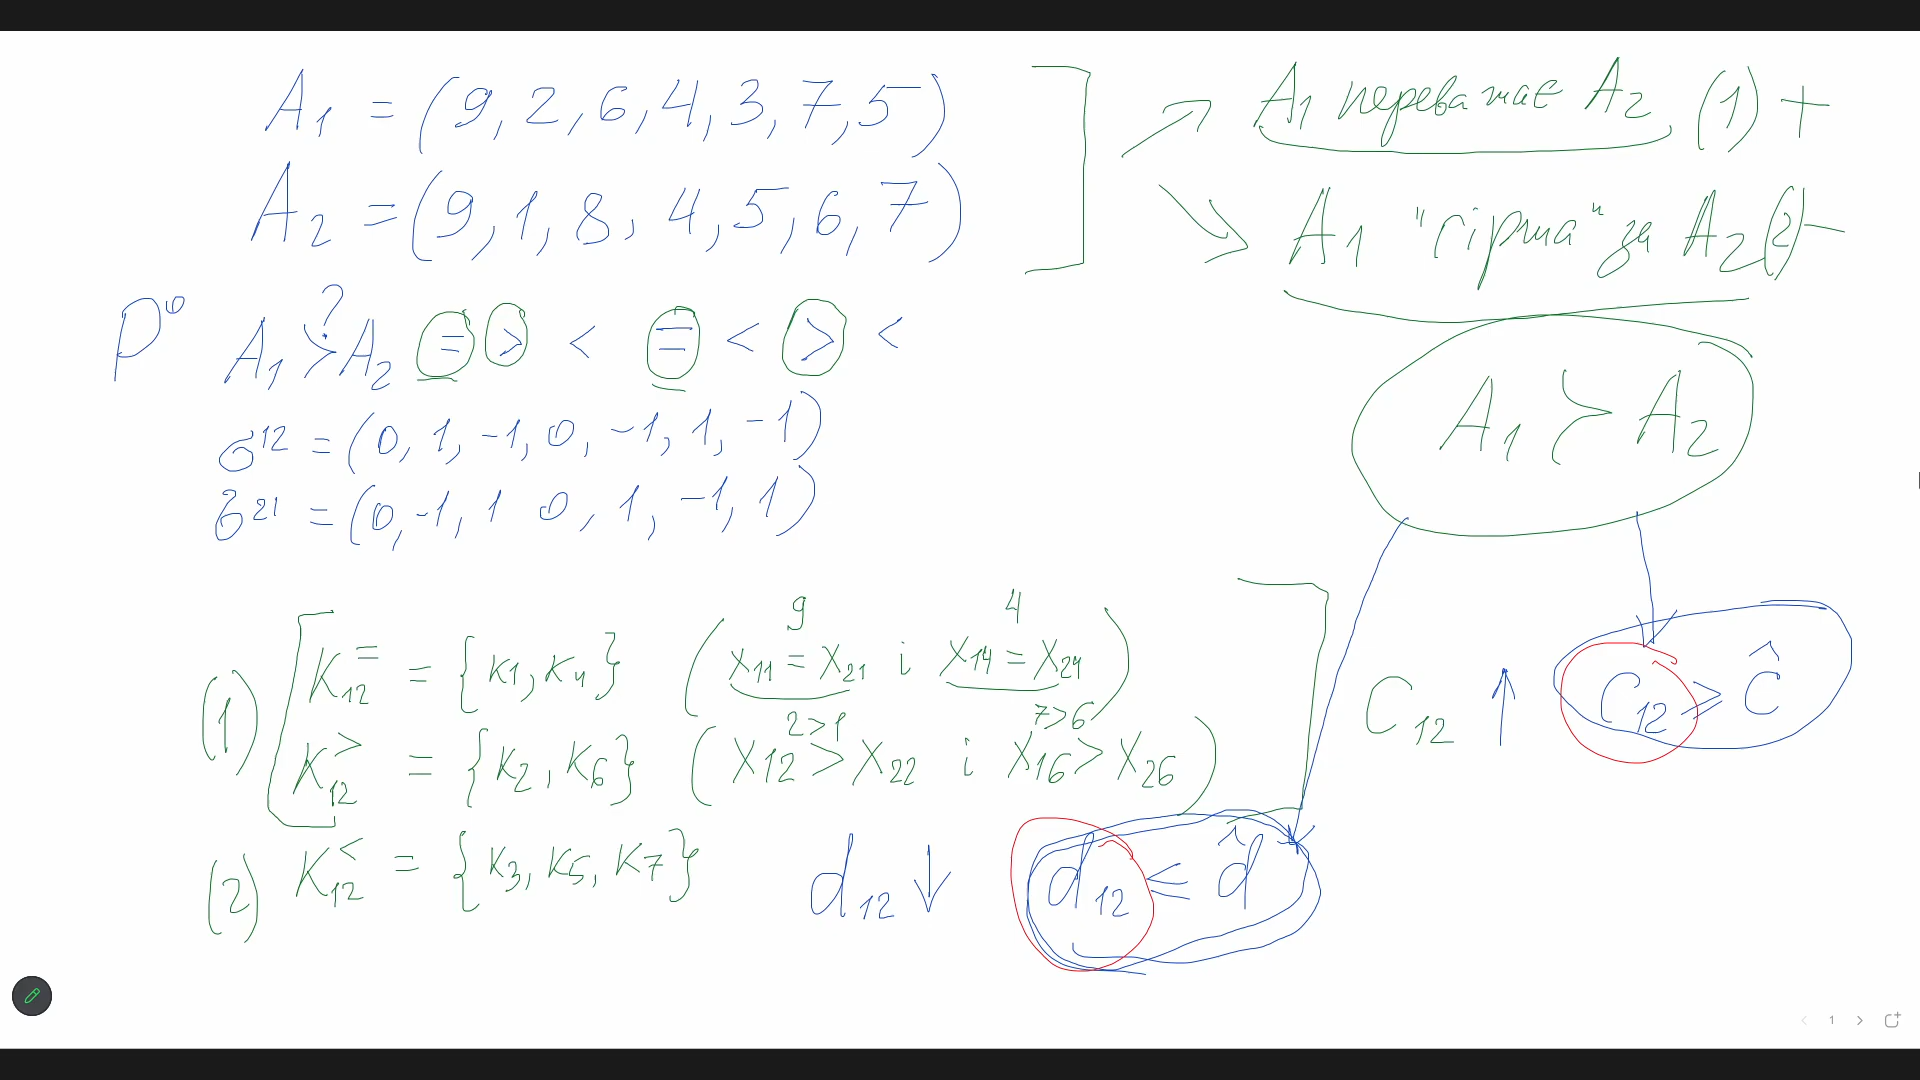 A1 = (9, 2, 6, 4, 3, 7, 5)
A2 = (9, 1, 8, 4, 5, 6, 7)
A1 переважає A2 (1) +
A1 "гірша" за A2 (2) −
P⁰ A1 ≻? A2 = > < = < > <
σ¹² = (0, 1, -1, 0, -1, 1, -1)
σ²¹ = (0, -1, 1 0, 1, -1, 1)
A1 ≻ A2
9 4
(1) K₁₂⁼ = {K1, K4} (X11 = X21 і X14 = X24)
2>1 7>6
K₁₂^> = {K2, K6} (X12 > X22 і X16 > X26)
(2) K₁₂^< = {K3, K5, K7}
C12 ↑ C12 ⩾ ĉ
d12 ↓ d12 ≤ d̂
1